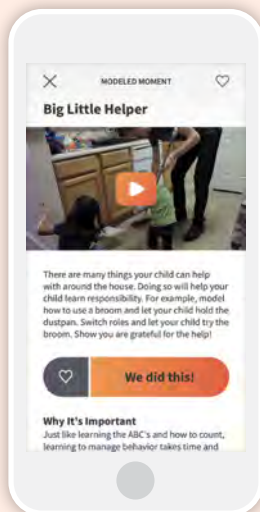 MODELED MOMENT
Big Little Helper
There are many things your child can help
with around the house. Doing so will help your
child learn responsibility. For example, model
how to use a broom and let your child hold the
dustpan. Switch roles and let your child try the
broom. Show you are grateful for the help!
We did this!
Why It's Important
Just like learning the ABC's and how to count,
learning to manage behavior takes time and